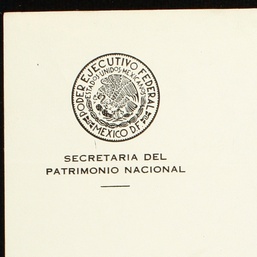 PODER EJECUTIVO FEDERAL
ESTADOS UNIDOS MEXICANOS
MEXICO D.F.
SECRETARIA DEL
PATRIMONIO NACIONAL